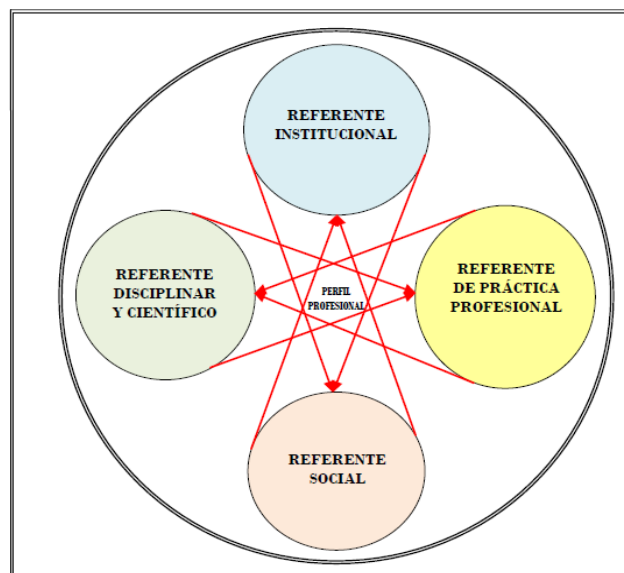 REFERENTE
INSTITUCIONAL
REFERENTE
DISCIPLINAR
Y CIENTÍFICO
PERFIL
PROFESIONAL
REFERENTE
DE PRÁCTICA
PROFESIONAL
REFERENTE
SOCIAL